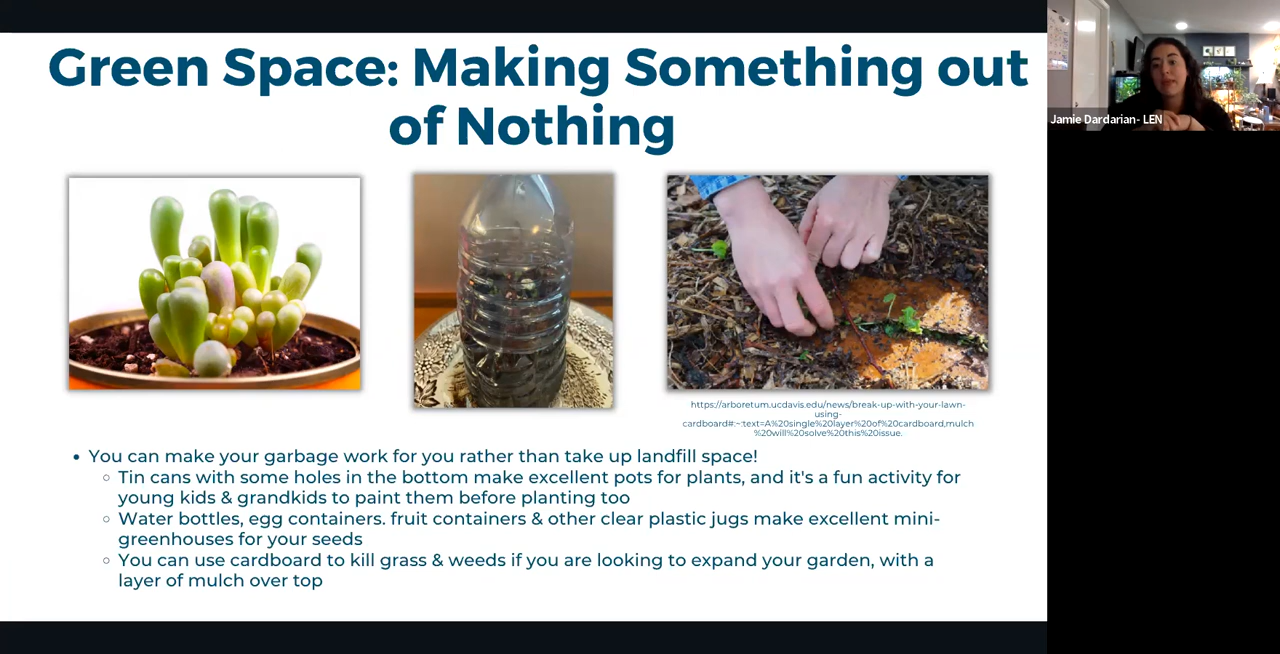 Green Space: Making Something out
of Nothing
Jamie Dardarian- LEN
https://arboretum.ucdavis.edu/news/break-up-with-your-lawn-
using-
cardboard#:~:text=A%20single%20layer%20of%20cardboard,mulch
%20will%20solve%20this%20issue.
• You can make your garbage work for you rather than take up landfill space!
○ Tin cans with some holes in the bottom make excellent pots for plants, and it's a fun activity for
young kids & grandkids to paint them before planting too
○ Water bottles, egg containers. fruit containers & other clear plastic jugs make excellent mini-
greenhouses for your seeds
○ You can use cardboard to kill grass & weeds if you are looking to expand your garden, with a
layer of mulch over top